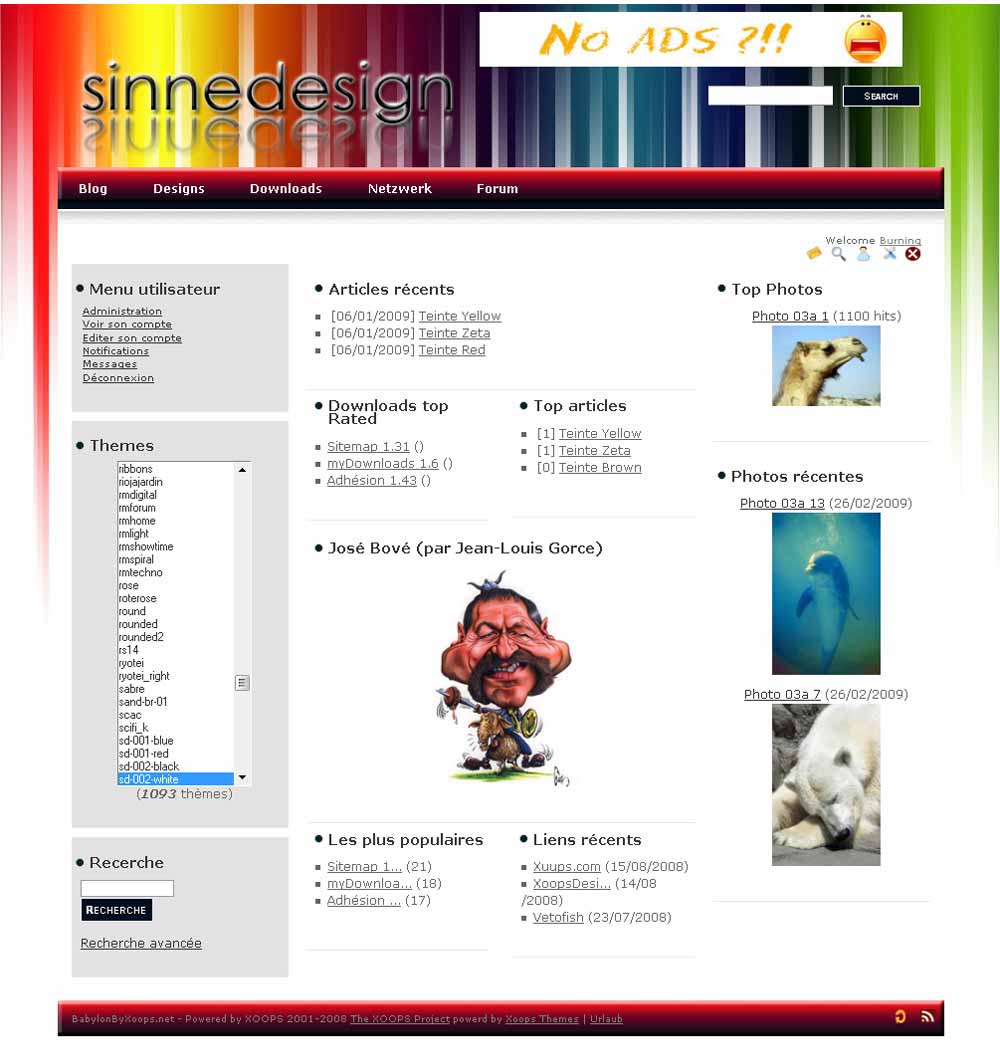 No ADS ?!!
sinnedesign
SEARCH
Blog Designs Downloads Netzwerk Forum
Welcome Burning
Menu utilisateur
Administration
Voir son compte
Editer son compte
Notifications
Messages
Déconnexion
Themes
ribbons
riojajardin
rmdigital
rmforum
rmhome
rmlight
rmshowtime
rmspiral
rmtechno
rose
roterose
round
rounded
rounded2
rs14
ryotei
ryotei_right
sabre
sand-br-01
scac
scifi_k
sd-001-blue
sd-001-red
sd-002-black
sd-002-white
(1093 thèmes)
Recerche
RECHERCHE
Recherche avancée
Articles récents
[06/01/2009] Teinte Yellow
[06/01/2009] Teinte Zeta
[06/01/2009] Teinte Red
Downloads top
Rated
Sitemap 1.31 ()
myDownloads 1.6 ()
Adhésion 1.43 ()
Top articles
[1] Teinte Yellow
[1] Teinte Zeta
[0] Teinte Brown
José Bové (par Jean-Louis Gorce)
Les plus populaires
Sitemap 1... (21)
myDownloa... (18)
Adhésion ... (17)
Liens récents
Xuups.com (15/08/2008)
XoopsDesi... (14/08
/2008)
Vetofish (23/07/2008)
Top Photos
Photo 03a 1 (1100 hits)
Photos récentes
Photo 03a 13 (26/02/2009)
Photo 03a 7 (26/02/2009)
BabylonByXoops.net - Powered by XOOPS 2001-2008 The XOOPS Project powerd by Xoops Themes | Urlaub